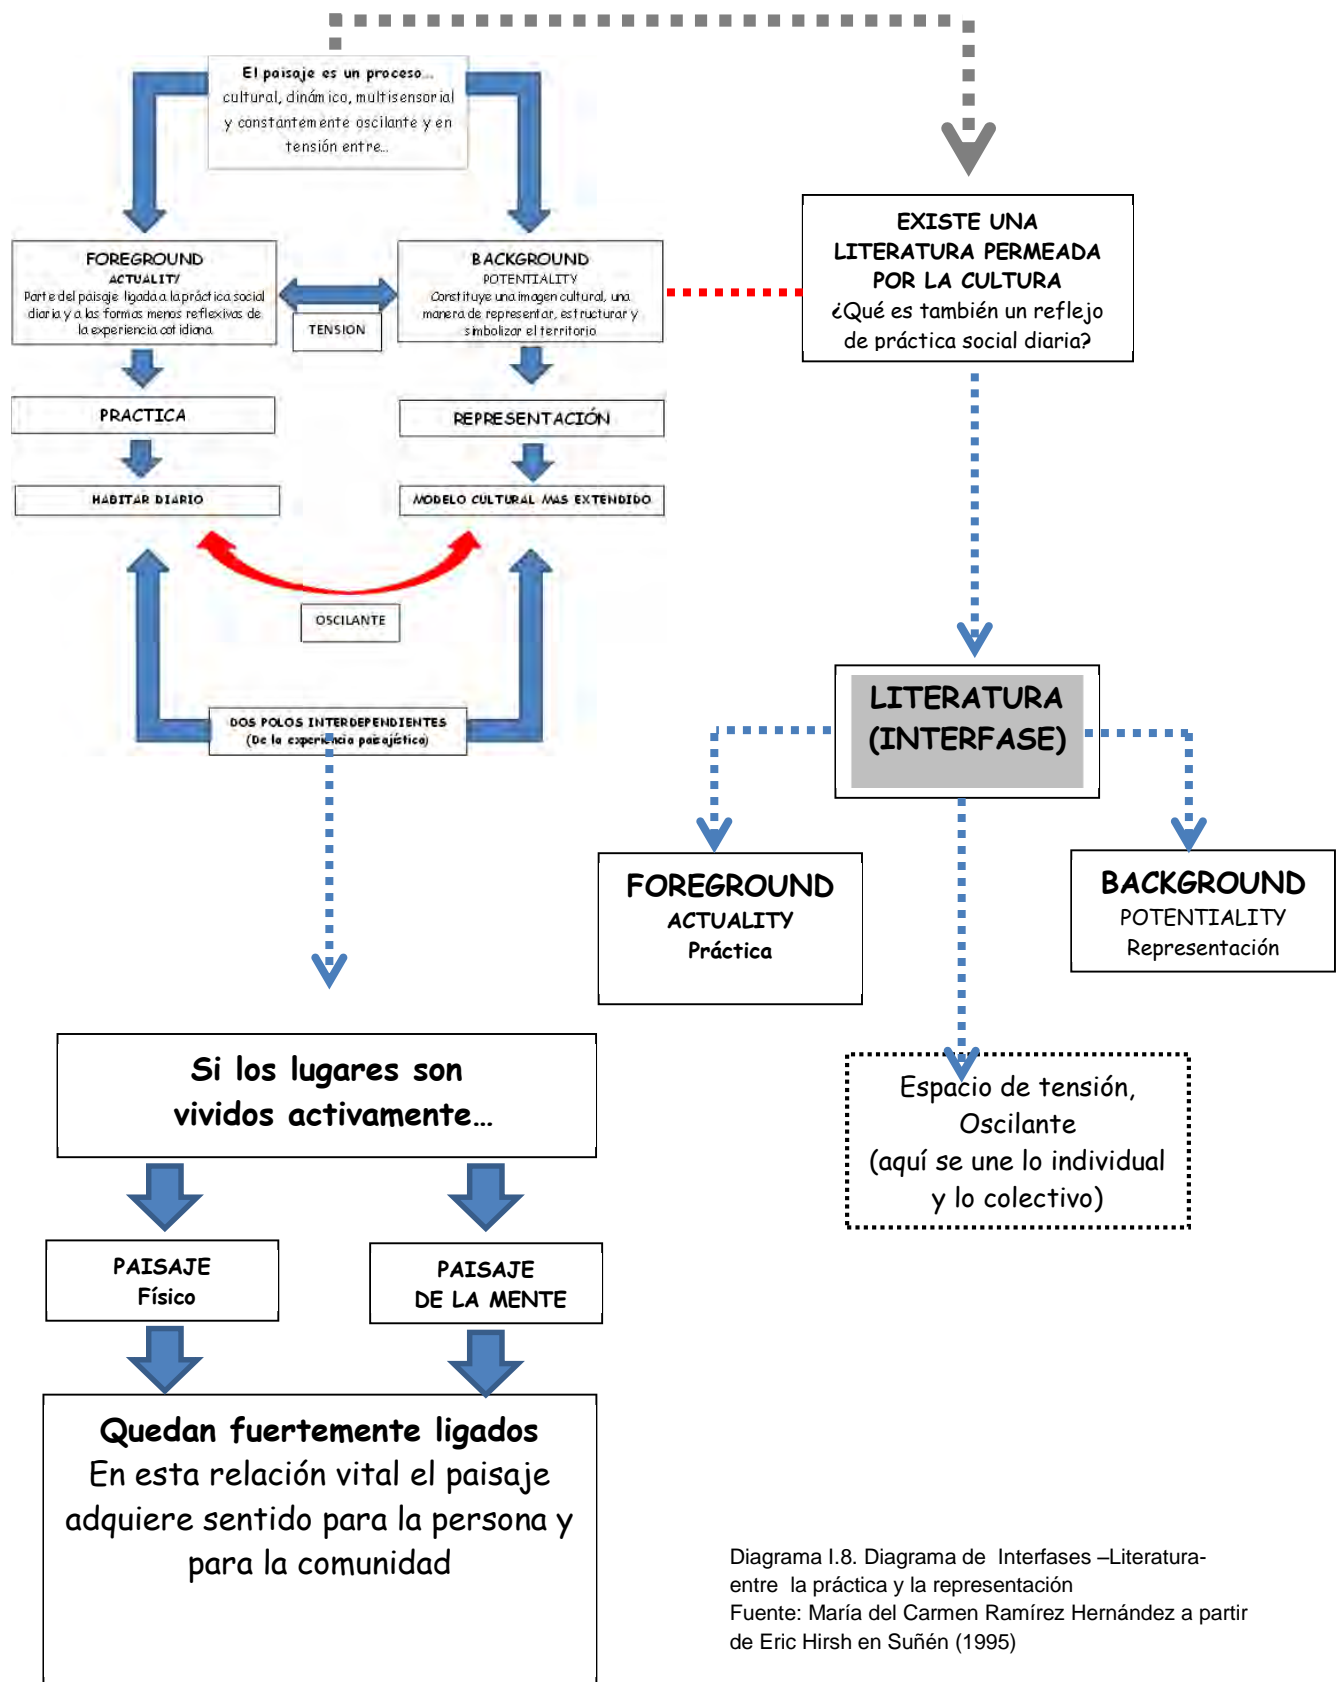 El paisaje es un proceso...
cultural, dinámico, multisensorial
y constantemente oscilante y en
tensión entre...
FOREGROUND
ACTUALITY
Parte del paisaje ligada a la práctica social
diaria y a las formas menos reflexivas de
la experiencia cotidiana
TENSION
BACKGROUND
POTENTIALITY
Constituye una imagen cultural, una
manera de representar, estructurar y
simbolizar el territorio
PRACTICA
REPRESENTACIÓN
HABITAR DIARIO
MODELO CULTURAL MAS EXTENDIDO
OSCILANTE
DOS POLOS INTERDEPENDIENTES
(De la experiencia paisajística)
EXISTE UNA
LITERATURA PERMEADA
POR LA CULTURA
¿Qué es también un reflejo
de práctica social diaria?
LITERATURA
(INTERFASE)
FOREGROUND
ACTUALITY
Práctica
BACKGROUND
POTENTIALITY
Representación
Espacio de tensión,
Oscilante
(aquí se une lo individual
y lo colectivo)
Si los lugares son
vividos activamente...
PAISAJE
Físico
PAISAJE
DE LA MENTE
Quedan fuertemente ligados
En esta relación vital el paisaje
adquiere sentido para la persona y
para la comunidad
Diagrama I.8. Diagrama de Interfases –Literatura-
entre la práctica y la representación
Fuente: María del Carmen Ramírez Hernández a partir
de Eric Hirsh en Suñén (1995)